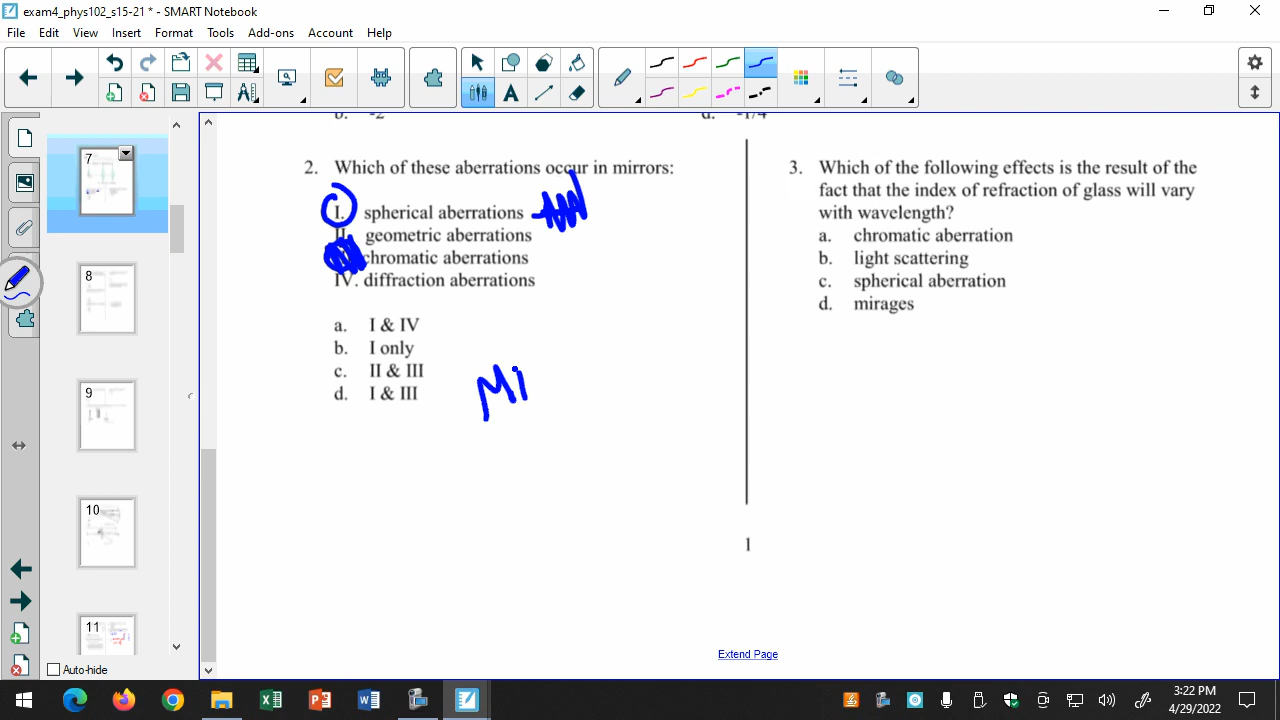 exam4_phys102_s15-21 * - SMART Notebook
File Edit View Insert Format Tools Add-ons Account Help
7
8
9
10
11
Auto-hide
b. -2
d. -1/4
2. Which of these aberrations occur in mirrors:
I. spherical aberrations
II. geometric aberrations
chromatic aberrations
IV. diffraction aberrations
a. I & IV
b. I only
c. II & III
d. I & III
Mi
3. Which of the following effects is the result of the
fact that the index of refraction of glass will vary
with wavelength?
a. chromatic aberration
b. light scattering
c. spherical aberration
d. mirages
1
Extend Page
3:22 PM
4/29/2022